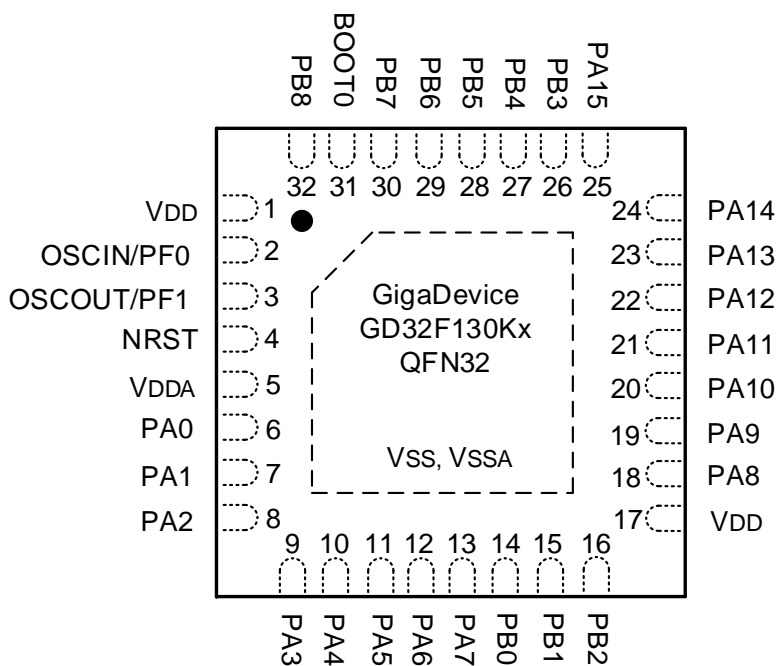 PB8
BOOT0
PB7
PB6
PB5
PB4
PB3
PA15
32
31
30
29
28
27
26
25
VDD 1
OSCIN/PF0 2
OSCOUT/PF1 3
NRST 4
VDDA 5
PA0 6
PA1 7
PA2 8
GigaDevice
GD32F130Kx
QFN32
VSS, VSSA
24 PA14
23 PA13
22 PA12
21 PA11
20 PA10
19 PA9
18 PA8
17 VDD
9
10
11
12
13
14
15
16
PA3
PA4
PA5
PA6
PA7
PB0
PB1
PB2